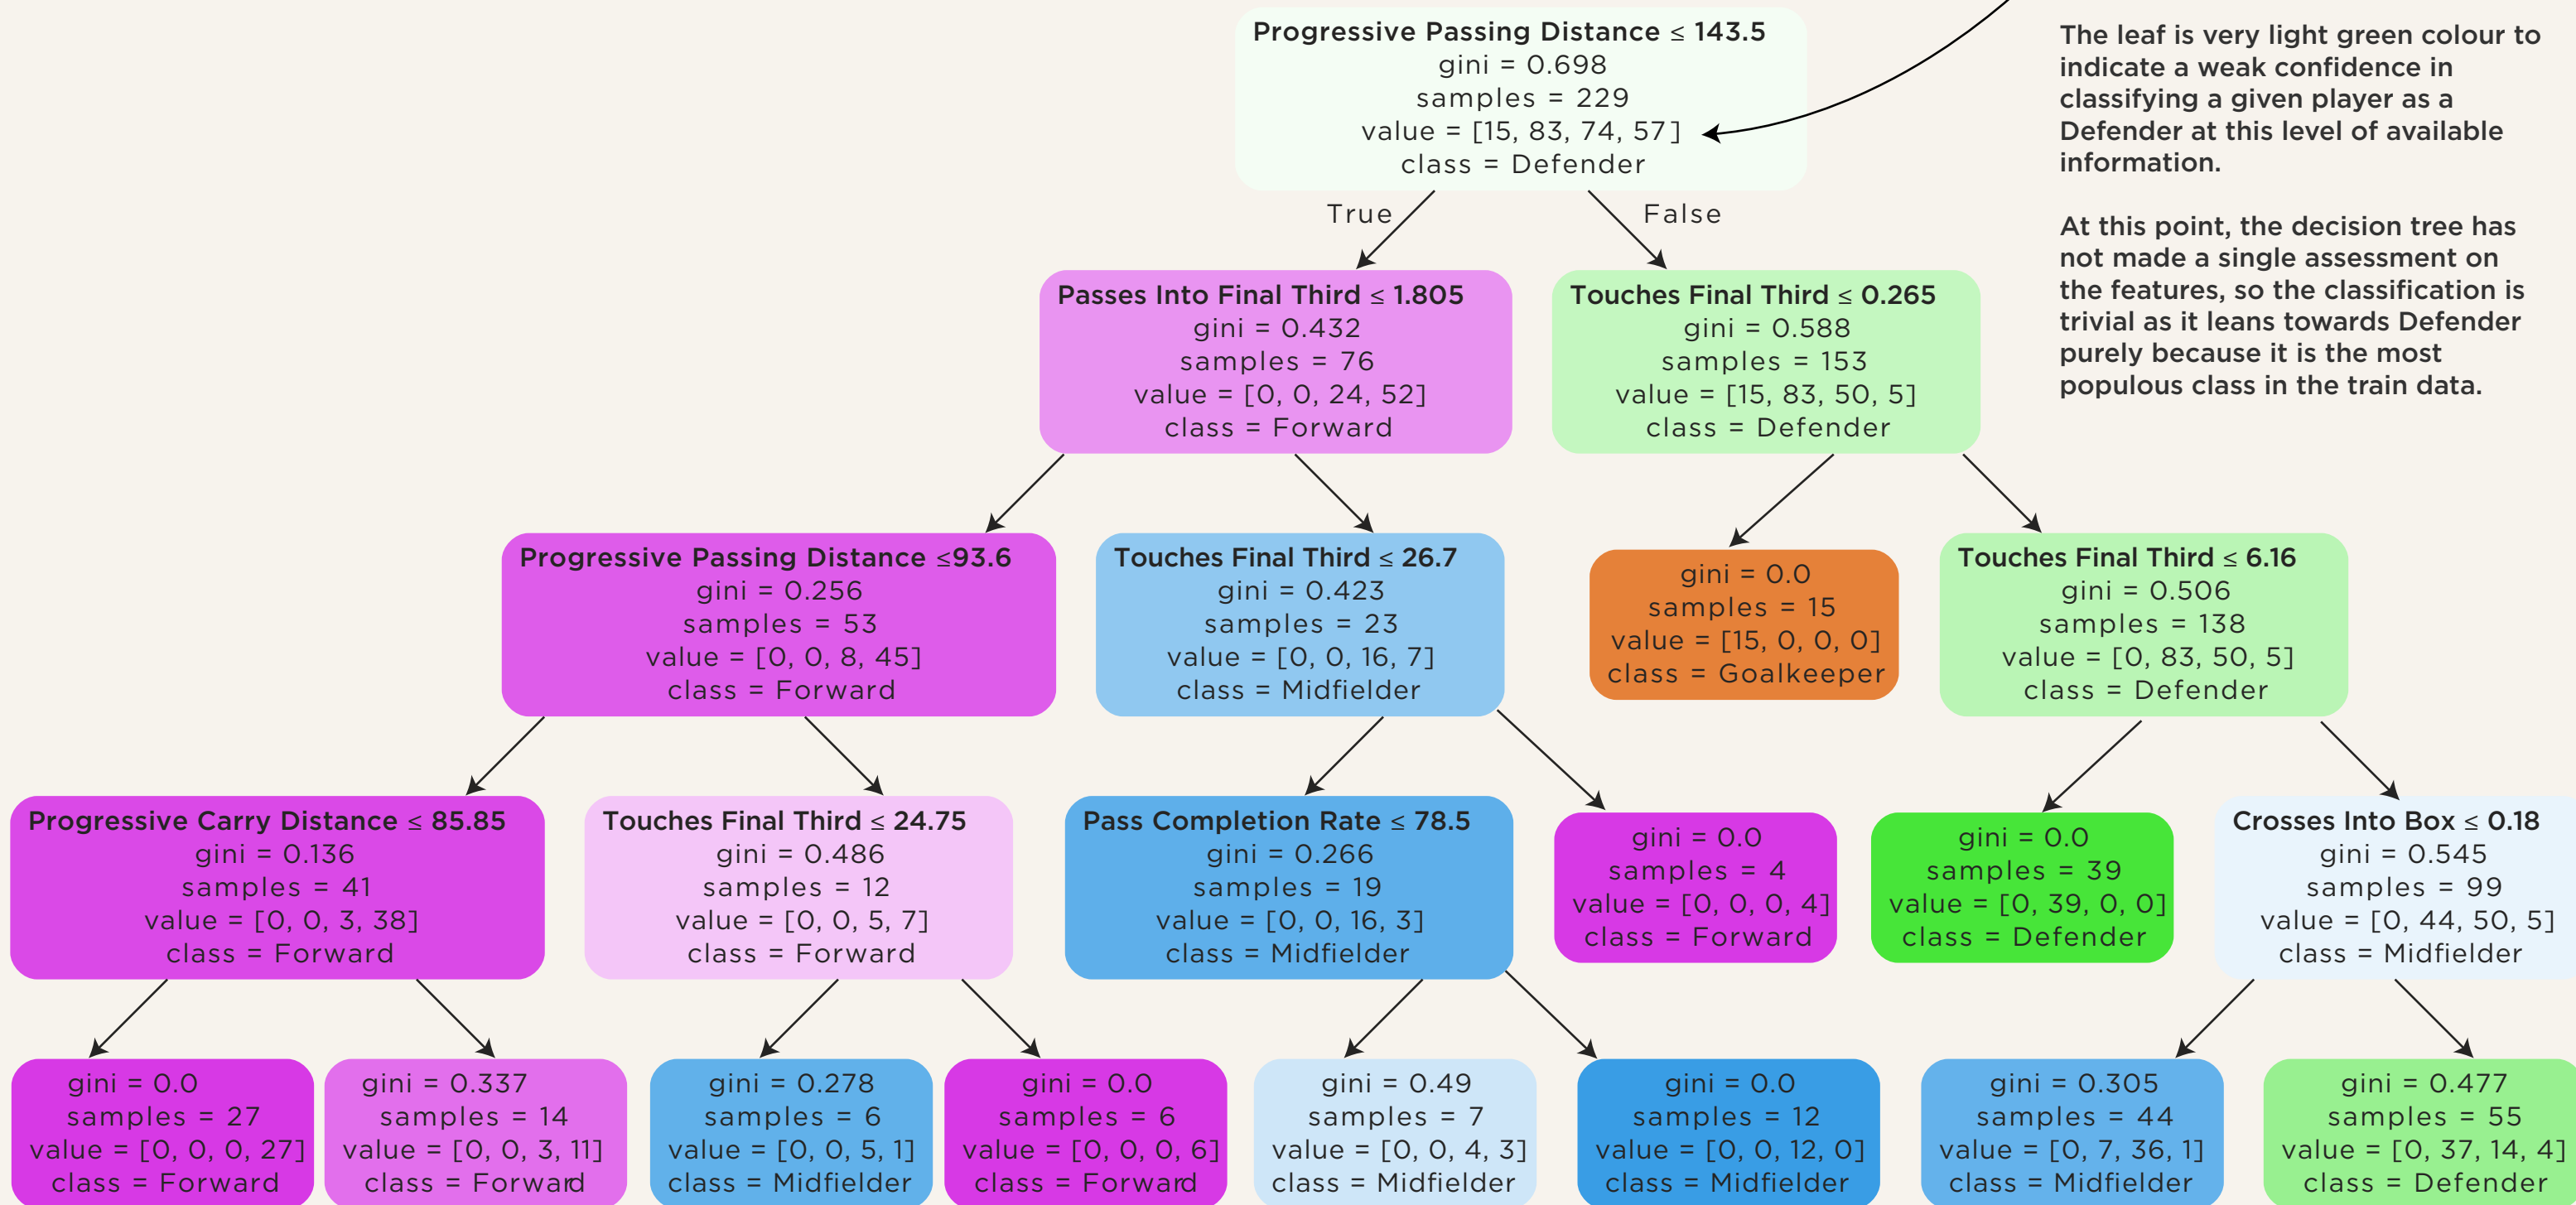 Progressive Passing Distance ≤ 143.5
gini = 0.698
samples = 229
value = [15, 83, 74, 57]
class = Defender
The leaf is very light green colour to
indicate a weak confidence in
classifying a given player as a
Defender at this level of available
information.
At this point, the decision tree has
not made a single assessment on
the features, so the classification is
trivial as it leans towards Defender
purely because it is the most
populous class in the train data.
True
False
Passes Into Final Third ≤ 1.805
gini = 0.432
samples = 76
value = [0, 0, 24, 52]
class = Forward
Touches Final Third ≤ 0.265
gini = 0.588
samples = 153
value = [15, 83, 50, 5]
class = Defender
Progressive Passing Distance ≤93.6
gini = 0.256
samples = 53
value = [0, 0, 8, 45]
class = Forward
Touches Final Third ≤ 26.7
gini = 0.423
samples = 23
value = [0, 0, 16, 7]
class = Midfielder
gini = 0.0
samples = 15
value = [15, 0, 0, 0]
class = Goalkeeper
Touches Final Third ≤ 6.16
gini = 0.506
samples = 138
value = [0, 83, 50, 5]
class = Defender
Progressive Carry Distance ≤ 85.85
gini = 0.136
samples = 41
value = [0, 0, 3, 38]
class = Forward
Touches Final Third ≤ 24.75
gini = 0.486
samples = 12
value = [0, 0, 5, 7]
class = Forward
Pass Completion Rate ≤ 78.5
gini = 0.266
samples = 19
value = [0, 0, 16, 3]
class = Midfielder
gini = 0.0
samples = 4
value = [0, 0, 0, 4]
class = Forward
gini = 0.0
samples = 39
value = [0, 39, 0, 0]
class = Defender
Crosses Into Box ≤ 0.18
gini = 0.545
samples = 99
value = [0, 44, 50, 5]
class = Midfielder
gini = 0.0
samples = 27
value = [0, 0, 0, 27]
class = Forward
gini = 0.337
samples = 14
value = [0, 0, 3, 11]
class = Forward
gini = 0.278
samples = 6
value = [0, 0, 5, 1]
class = Midfielder
gini = 0.0
samples = 6
value = [0, 0, 0, 6]
class = Forward
gini = 0.49
samples = 7
value = [0, 0, 4, 3]
class = Midfielder
gini = 0.0
samples = 12
value = [0, 0, 12, 0]
class = Midfielder
gini = 0.305
samples = 44
value = [0, 7, 36, 1]
class = Midfielder
gini = 0.477
samples = 55
value = [0, 37, 14, 4]
class = Defender